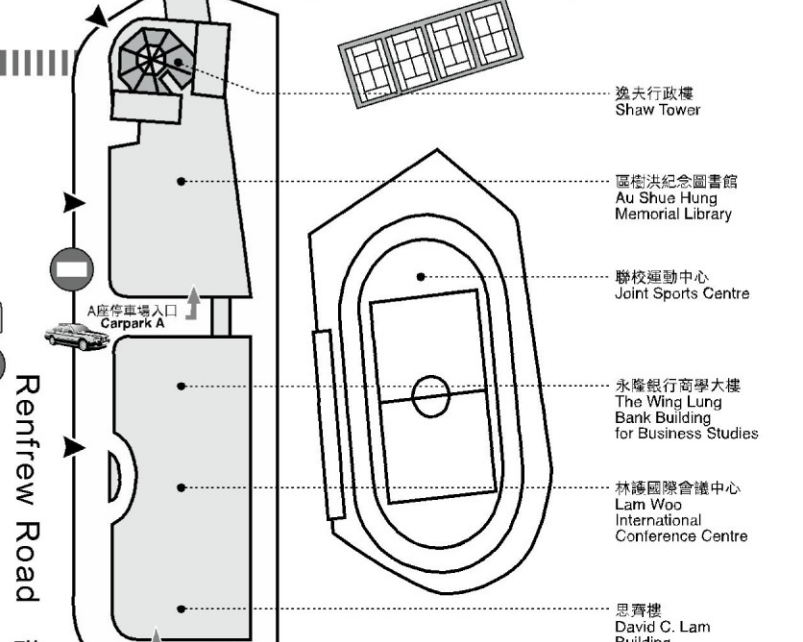 逸夫行政樓
Shaw Tower
區樹洪紀念圖書館
Au Shue Hung
Memorial Library
聯校運動中心
Joint Sports Centre
A座停車場入口
Carpark A
永隆銀行商學大樓
The Wing Lung
Bank Building
for Business Studies
林護國際會議中心
Lam Woo
International
Conference Centre
Renfrew Road
思齊樓
David C. Lam
Building